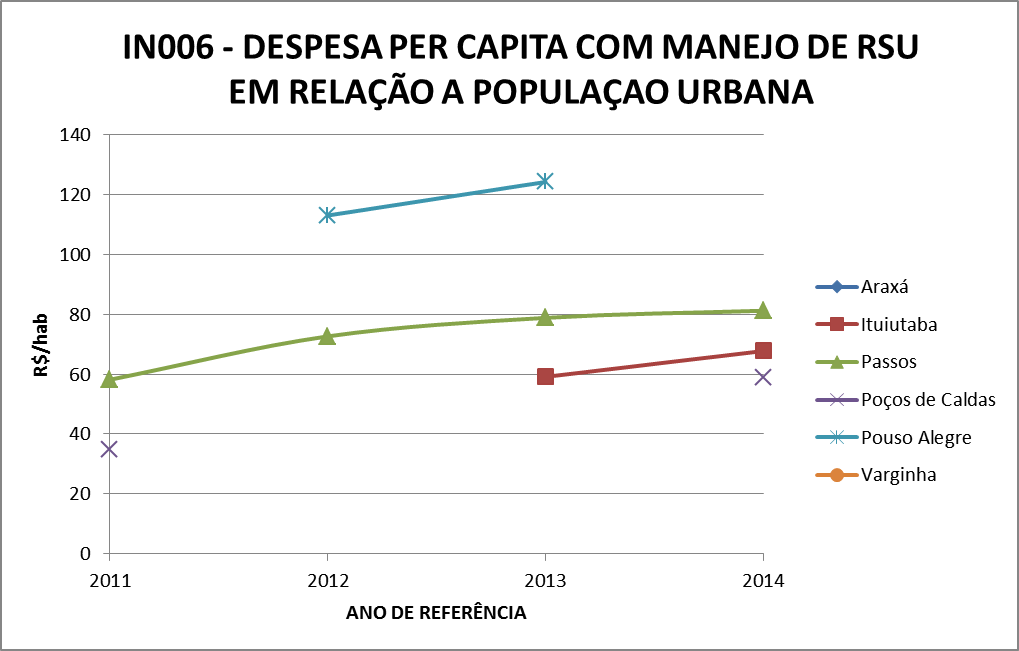 IN006 - DESPESA PER CAPITA COM MANEJO DE RSU
EM RELAÇÃO A POPULAÇAO URBANA
140
120
100
80
60
40
20
0
R$/hab
2011 2012 2013 2014
ANO DE REFERÊNCIA
Araxá
Ituiutaba
Passos
Poços de Caldas
Pouso Alegre
Varginha